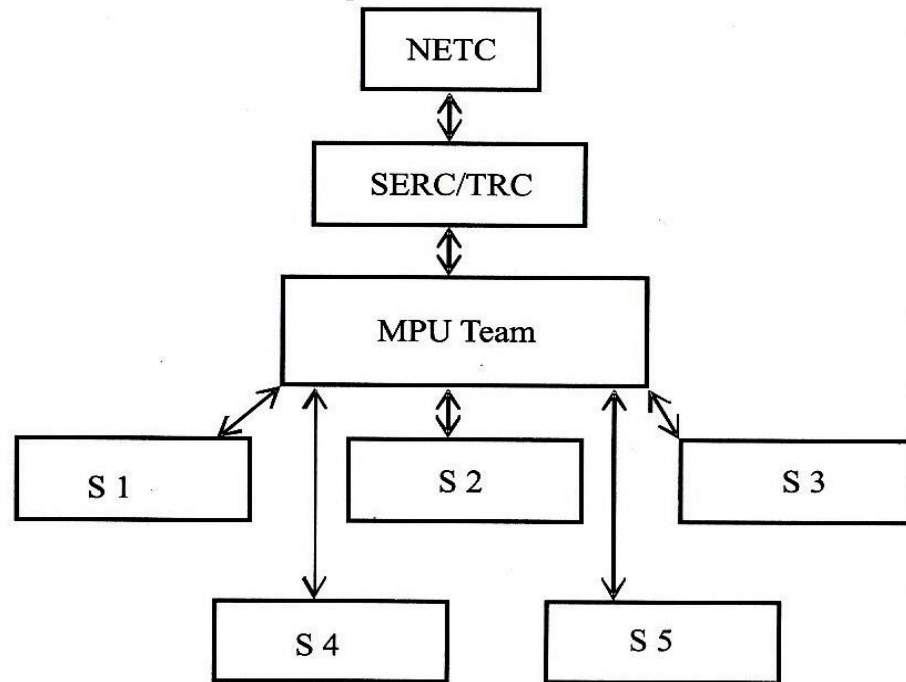 NETC
SERC/TRC
MPU Team
S 1
S 2
S 3
S 4
S 5